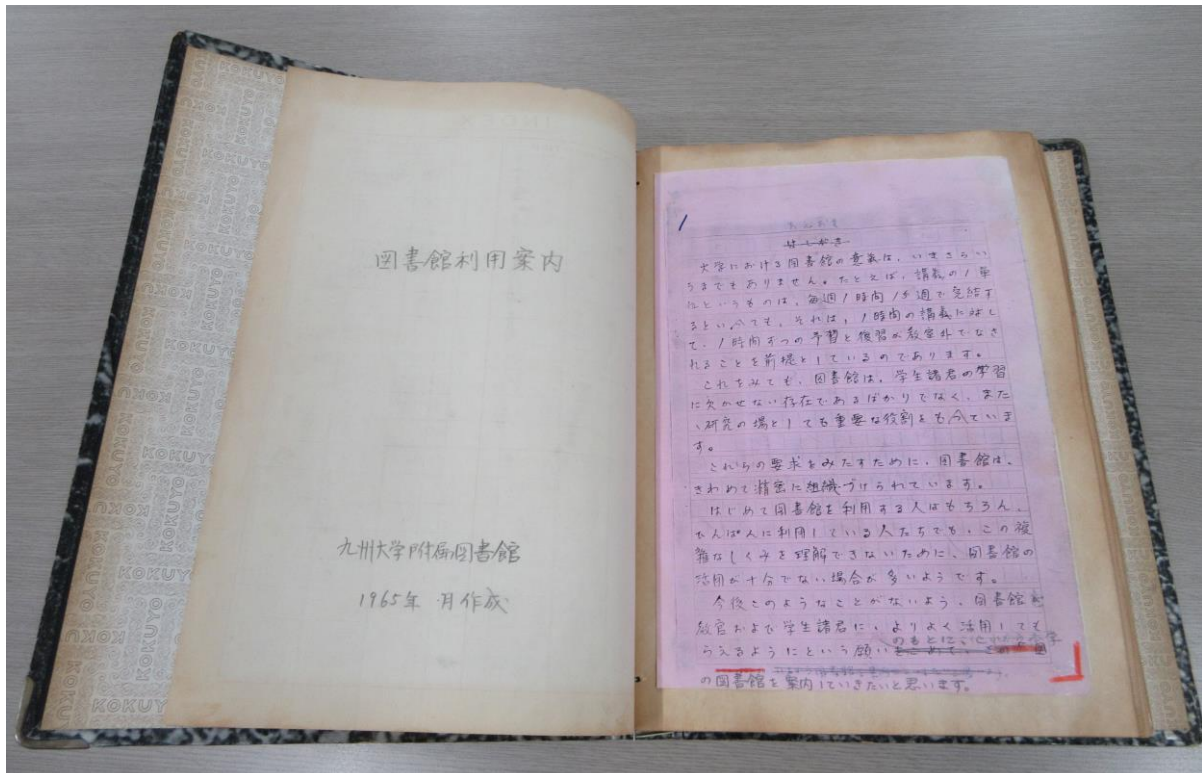 KOKUYO
図書館利用案内
九州大学附属図書館
1965年 月作成
1
はしがき
大学における図書館の意義は、いまさらい
うまでもありません。たとえば、講義の1単
位というものは、毎週1時間15週で完結す
るといっても、それは、1時間の講義に対し
て、1時間ずつの予習と復習が教室外でなさ
れることを前提としているのであります。
これをみても、図書館は、学生諸君の学習
に欠かせない存在であるばかりでなく、また
、研究の場としても重要な役割をもっていま
す。
これらの要求をみたすために、図書館は、
きわめて精密に組織づけられています。
はじめて図書館を利用する人はもちろん、
ひんぱんに利用している人たちでも、この複
雑なしくみを理解できないために、図書館の
活用が十分でない場合が多いようです。
今後このようなことがないよう、図書館を
教官および学生諸君に、よりよく活用しても
らえるようにという願い
のもとに、
の図書館を案内していきたいと思います。